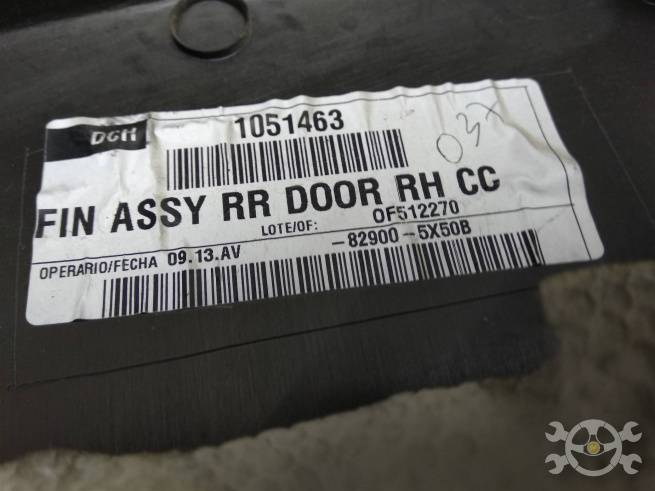 DGH
1051463
03X
FIN ASSY RR DOOR RH CC
LOTE/OF: OF512270
OPERARIO/FECHA 09.13.AV -82900-5X50B